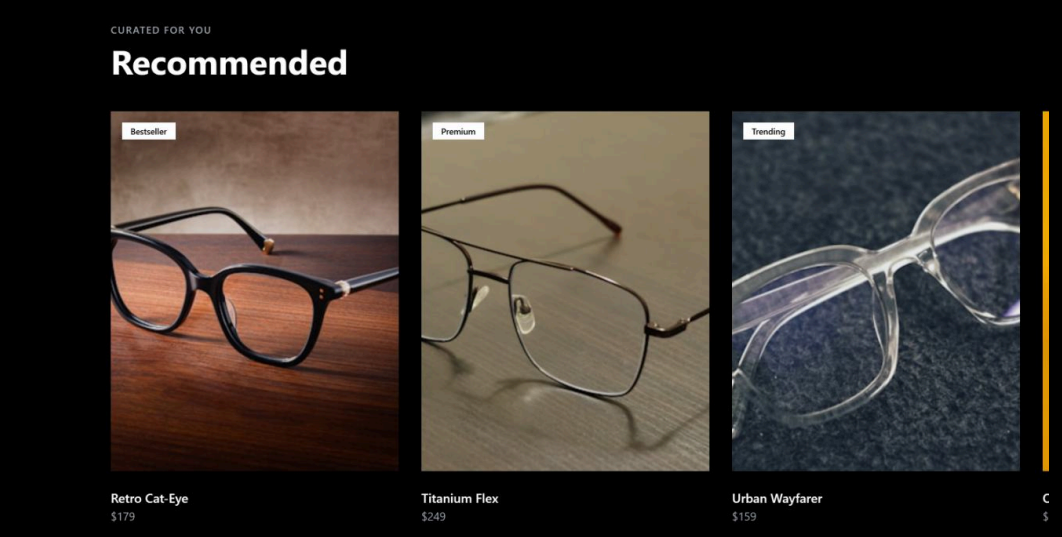 CURATED FOR YOU
Recommended
Bestseller
Premium
Trending
Retro Cat-Eye
$179
Titanium Flex
$249
Urban Wayfarer
$159